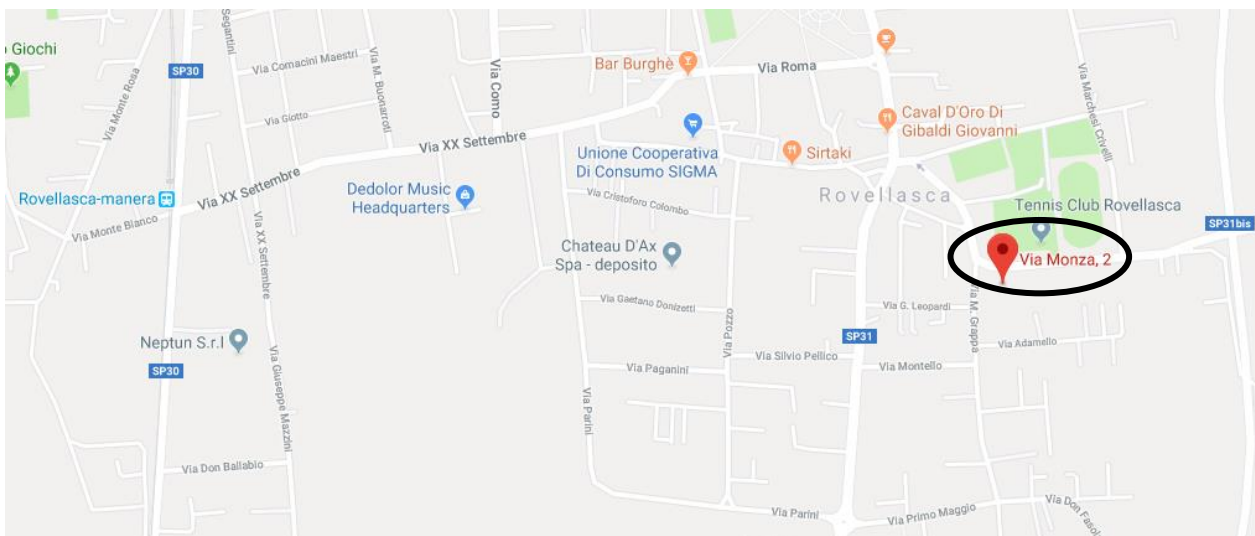 Giochi
Via Monte Rosa
SP30
Segantini
Via Comacini Maestri
Via M. Buonarroti
Via Giotto
Via Como
Via XX Settembre
Bar Burghè
Via Roma
Unione Cooperativa
Di Consumo SIGMA
Sirtaki
Caval D'Oro Di
Gibaldi Giovanni
Via Marchesi Crivelli
Rovellasca-manera
Via XX Settembre
Via Monte Bianco
Via XX Settembre
Dedolor Music
Headquarters
Via Cristoforo Colombo
Rovellasca
Tennis Club Rovellasca
SP31bis
Chateau D'Ax
Spa - deposito
Via Monza, 2
Via Gaetano Donizetti
Via G. Leopardi
Via M. Grappa
Neptun S.r.l
SP30
Via Giuseppe Mazzini
Via Pozzo
SP31
Via Adamello
Via Silvio Pellico
Via Paganini
Via Montello
Via Parini
Via Don Ballabio
Via Parini
Via Primo Maggio
Via Don Fasol